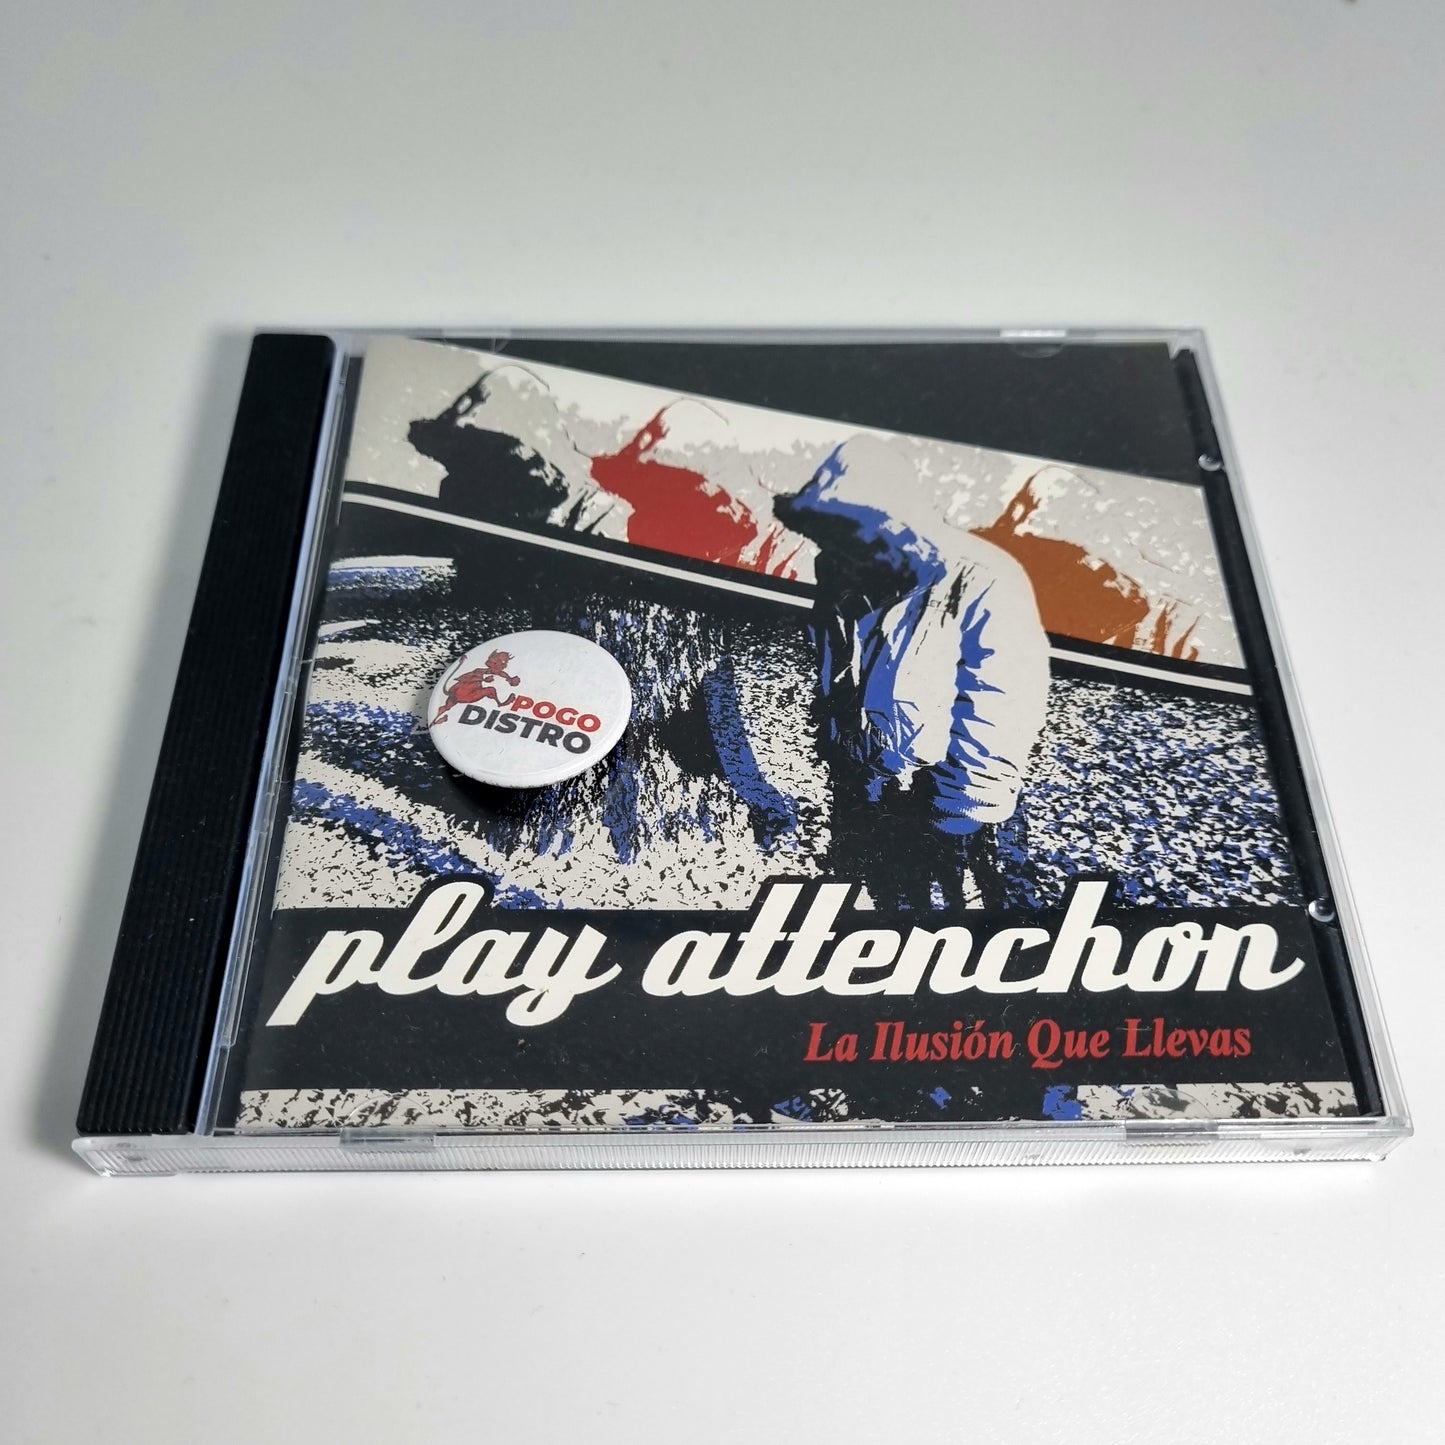 POGO
DISTRO
play attenchon
La Ilusión Que Llevas